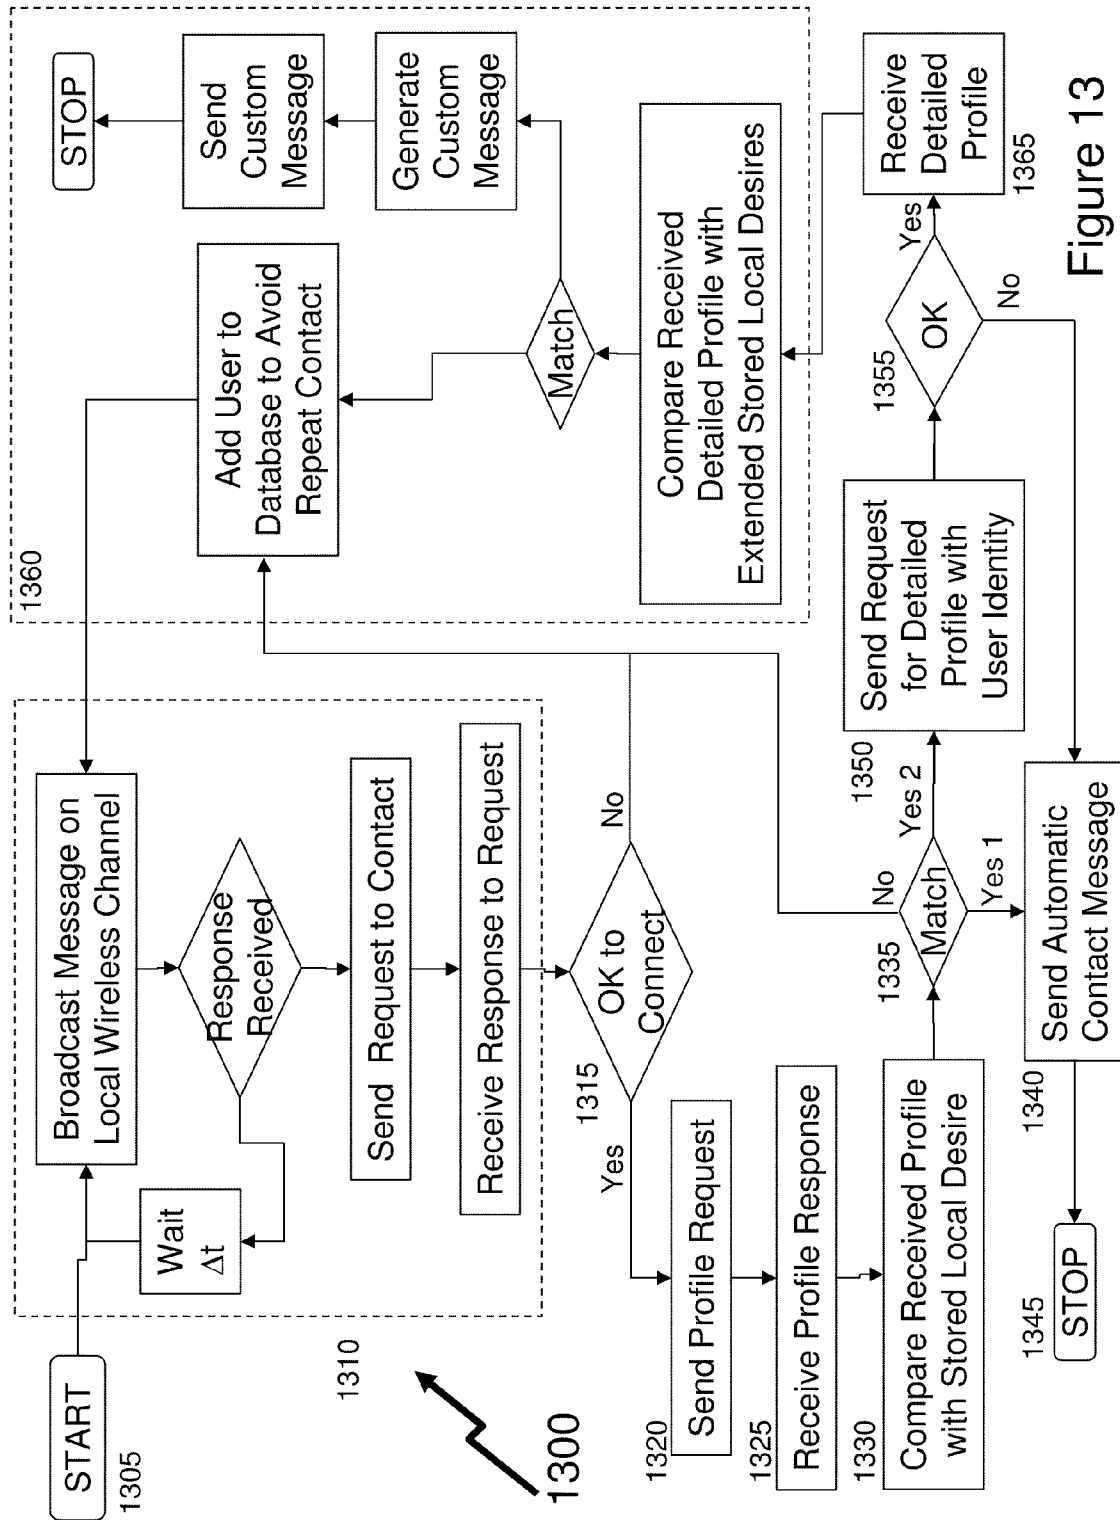 START
1305
Wait
Δt
Broadcast Message on
Local Wireless Channel
Response
Received
Send Request to Contact
Receive Response to Request
1310
1300
OK to
Connect
1315
Yes
No
Send Profile Request
1320
Receive Profile Response
1325
Compare Received Profile
with Stored Local Desire
1330
Match
1335
No
Yes 1
Yes 2
Send Automatic
Contact Message
1340
STOP
1345
Send Request
for Detailed
Profile with
User Identity
1350
OK
1355
Yes
No
Receive
Detailed
Profile
1365
1360
Compare Received
Detailed Profile with
Extended Stored Local Desires
Match
Add User to
Database to Avoid
Repeat Contact
Generate
Custom
Message
Send
Custom
Message
STOP
Figure 13